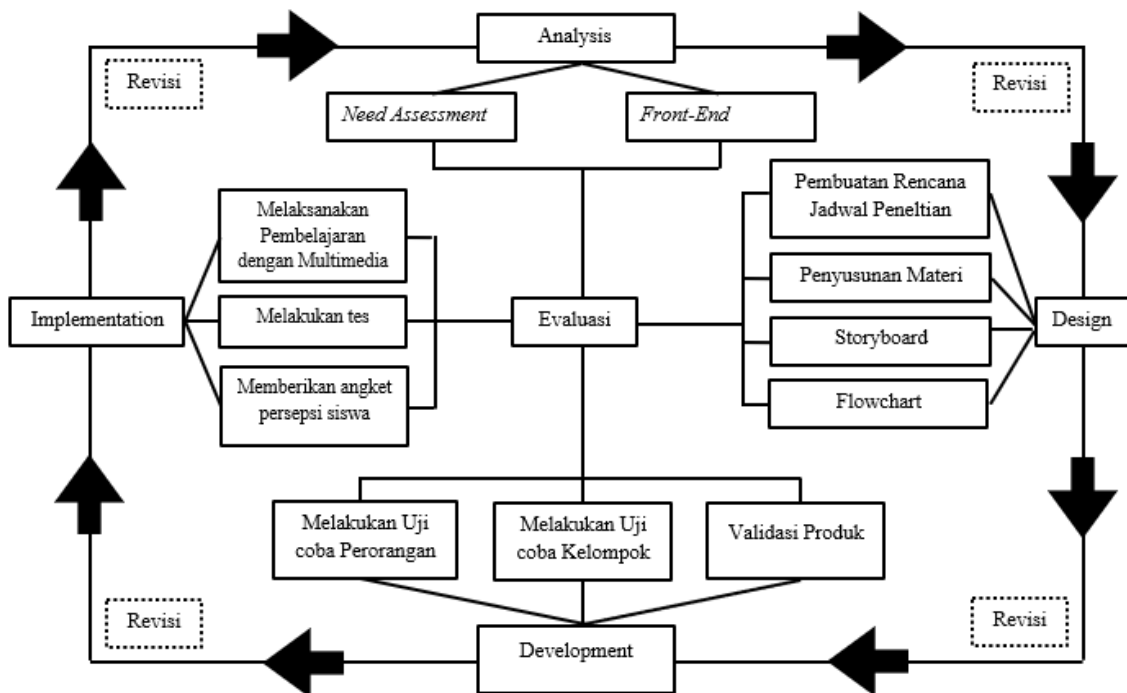 Analysis
Revisi
Revisi
Need Assessment
Front-End
Melaksanakan
Pembelajaran
dengan Multimedia
Pembuatan Rencana
Jadwal Peneltian
Penyusunan Materi
Implementation
Melakukan tes
Evaluasi
Design
Storyboard
Memberikan angket
persepsi siswa
Flowchart
Melakukan Uji
coba Perorangan
Melakukan Uji
coba Kelompok
Validasi Produk
Revisi
Revisi
Development